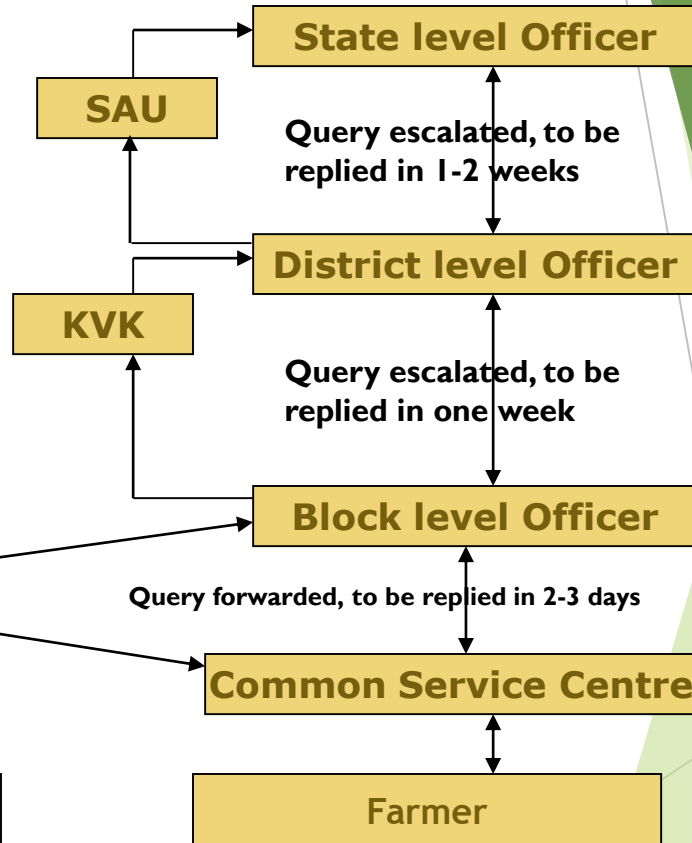 State level Officer
SAU
Query escalated, to be
replied in 1-2 weeks
District level Officer
KVK
Query escalated, to be
replied in one week
Block level Officer
Query forwarded, to be replied in 2-3 days
Common Service Centre
Farmer